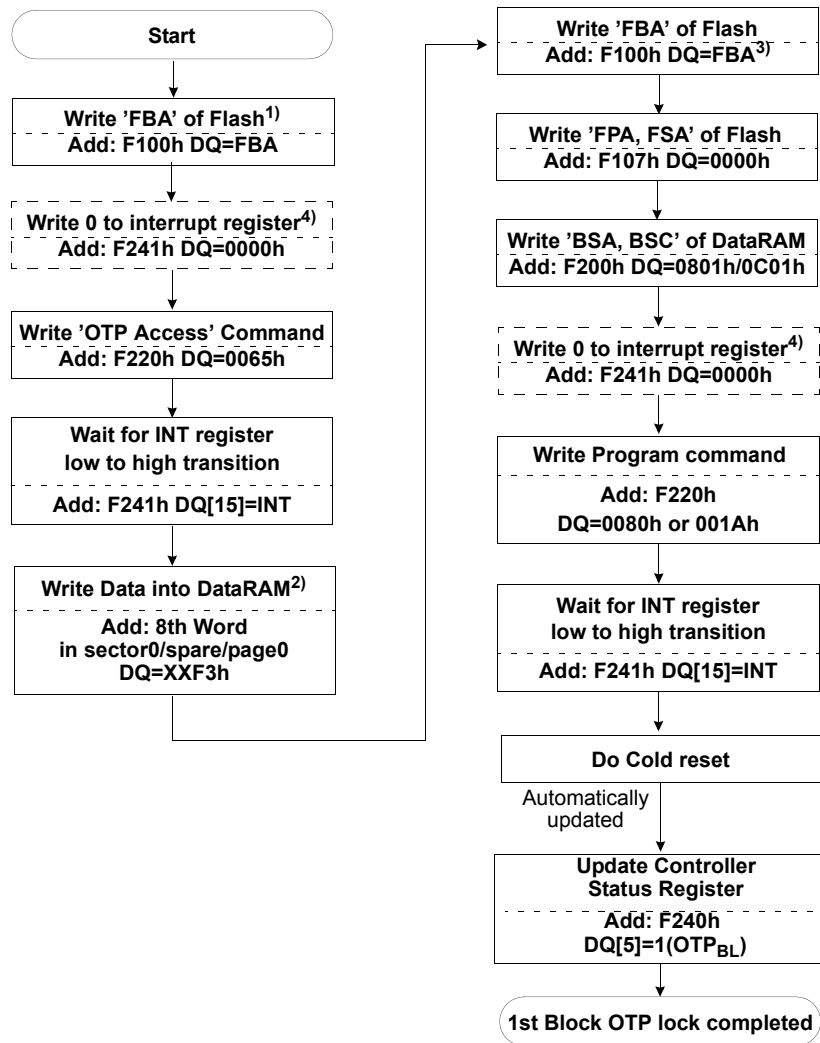 Start
Write ’FBA’ of Flash1)
Add: F100h DQ=FBA
Write 0 to interrupt register4)
Add: F241h DQ=0000h
Write ’OTP Access’ Command
Add: F220h DQ=0065h
Wait for INT register
low to high transition
Add: F241h DQ[15]=INT
Write Data into DataRAM2)
Add: 8th Word
in sector0/spare/page0
DQ=XXF3h
Write ’FBA’ of Flash
Add: F100h DQ=FBA3)
Write ’FPA, FSA’ of Flash
Add: F107h DQ=0000h
Write ’BSA, BSC’ of DataRAM
Add: F200h DQ=0801h/0C01h
Write 0 to interrupt register4)
Add: F241h DQ=0000h
Write Program command
Add: F220h
DQ=0080h or 001Ah
Wait for INT register
low to high transition
Add: F241h DQ[15]=INT
Do Cold reset
Automatically
updated
Update Controller
Status Register
Add: F240h
DQ[5]=1(OTPBL)
1st Block OTP lock completed